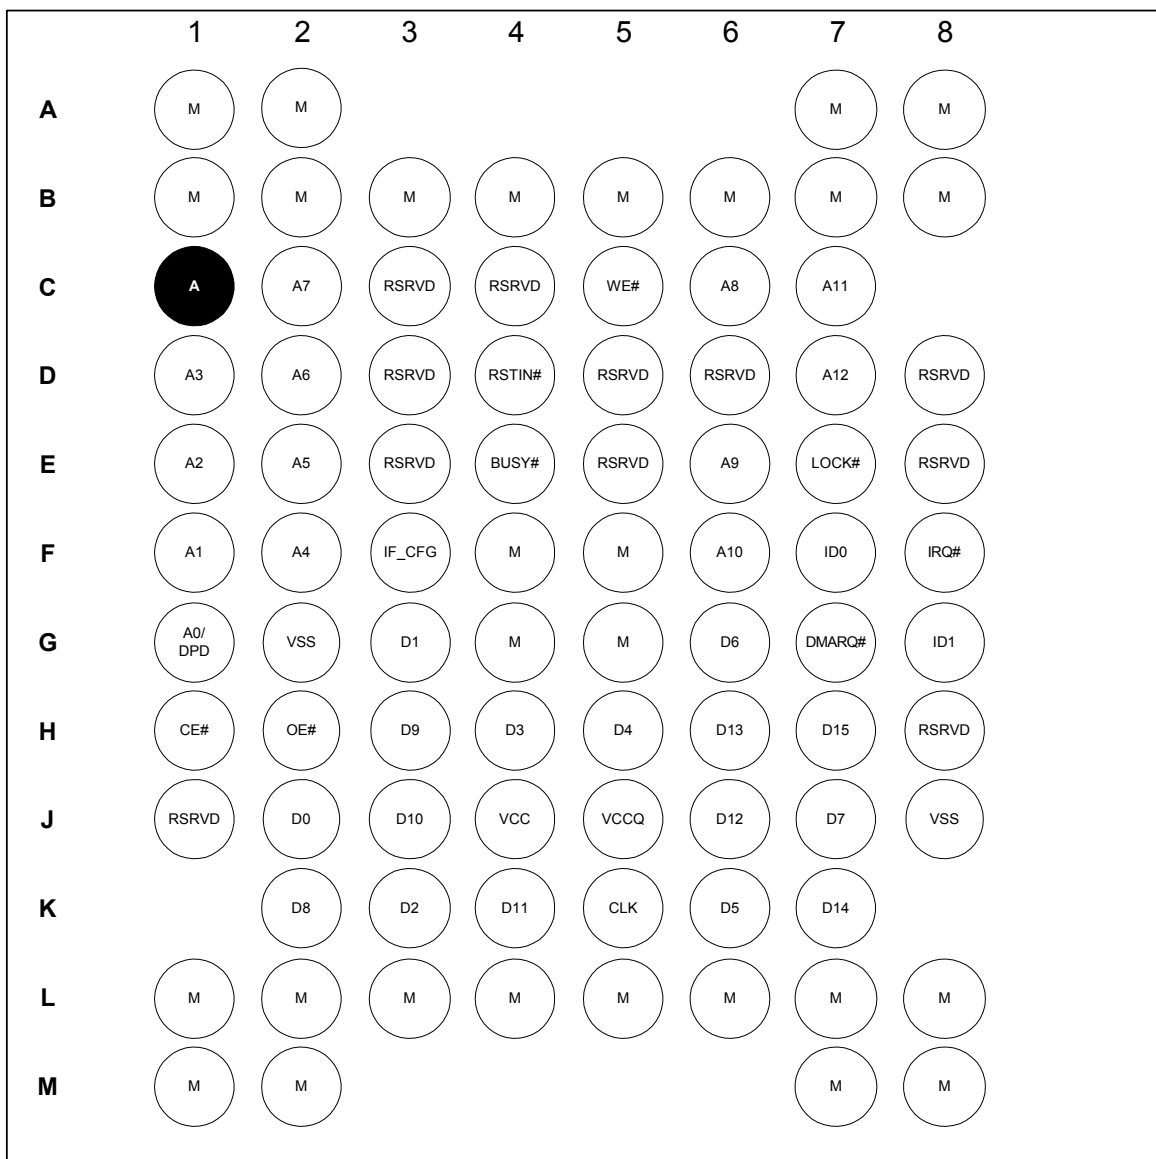 1 2 3 4 5 6 7 8
A M M M M
B M M M M M M M M
C A A7 RSRVD RSRVD WE# A8 A11
D A3 A6 RSRVD RSTIN# RSRVD RSRVD A12 RSRVD
E A2 A5 RSRVD BUSY# RSRVD A9 LOCK# RSRVD
F A1 A4 IF_CFG M M A10 ID0 IRQ#
G A0/ DPD VSS D1 M M D6 DMARQ# ID1
H CE# OE# D9 D3 D4 D13 D15 RSRVD
J RSRVD D0 D10 VCC VCCQ D12 D7 VSS
K D8 D2 D11 CLK D5 D14
L M M M M M M M M
M M M M M